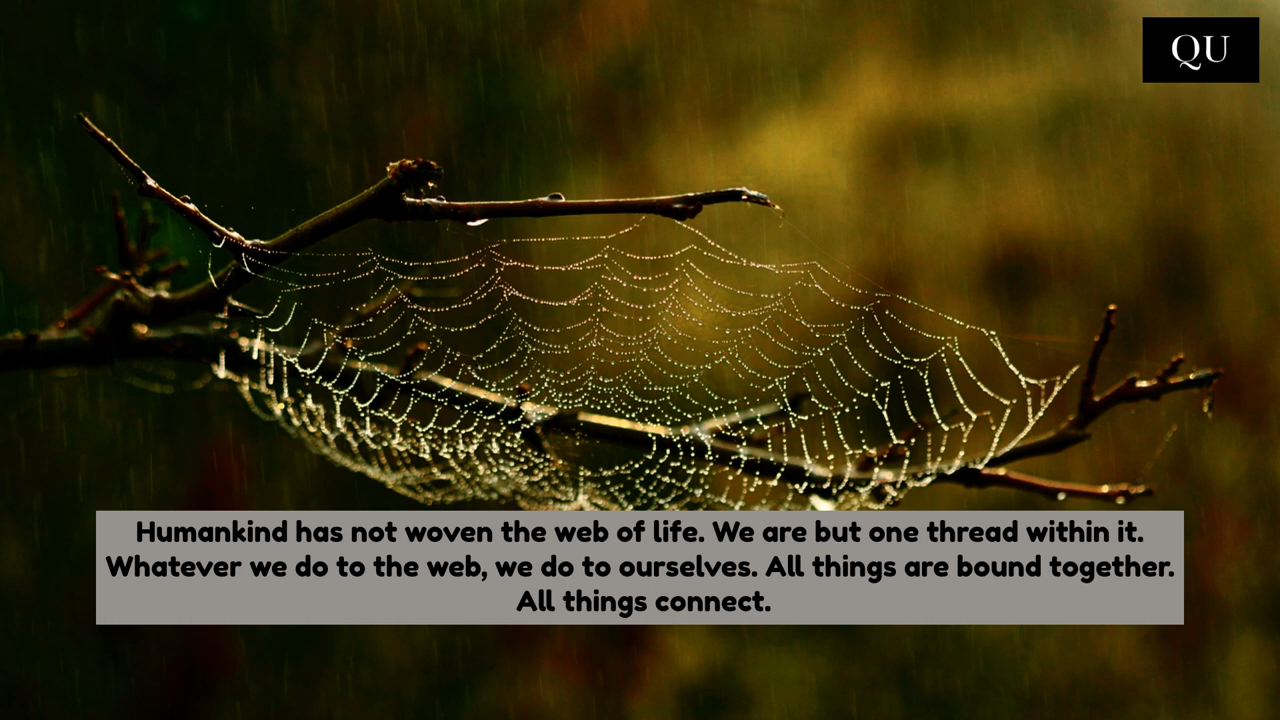 QU
Humankind has not woven the web of life. We are but one thread within it.
Whatever we do to the web, we do to ourselves. All things are bound together.
All things connect.